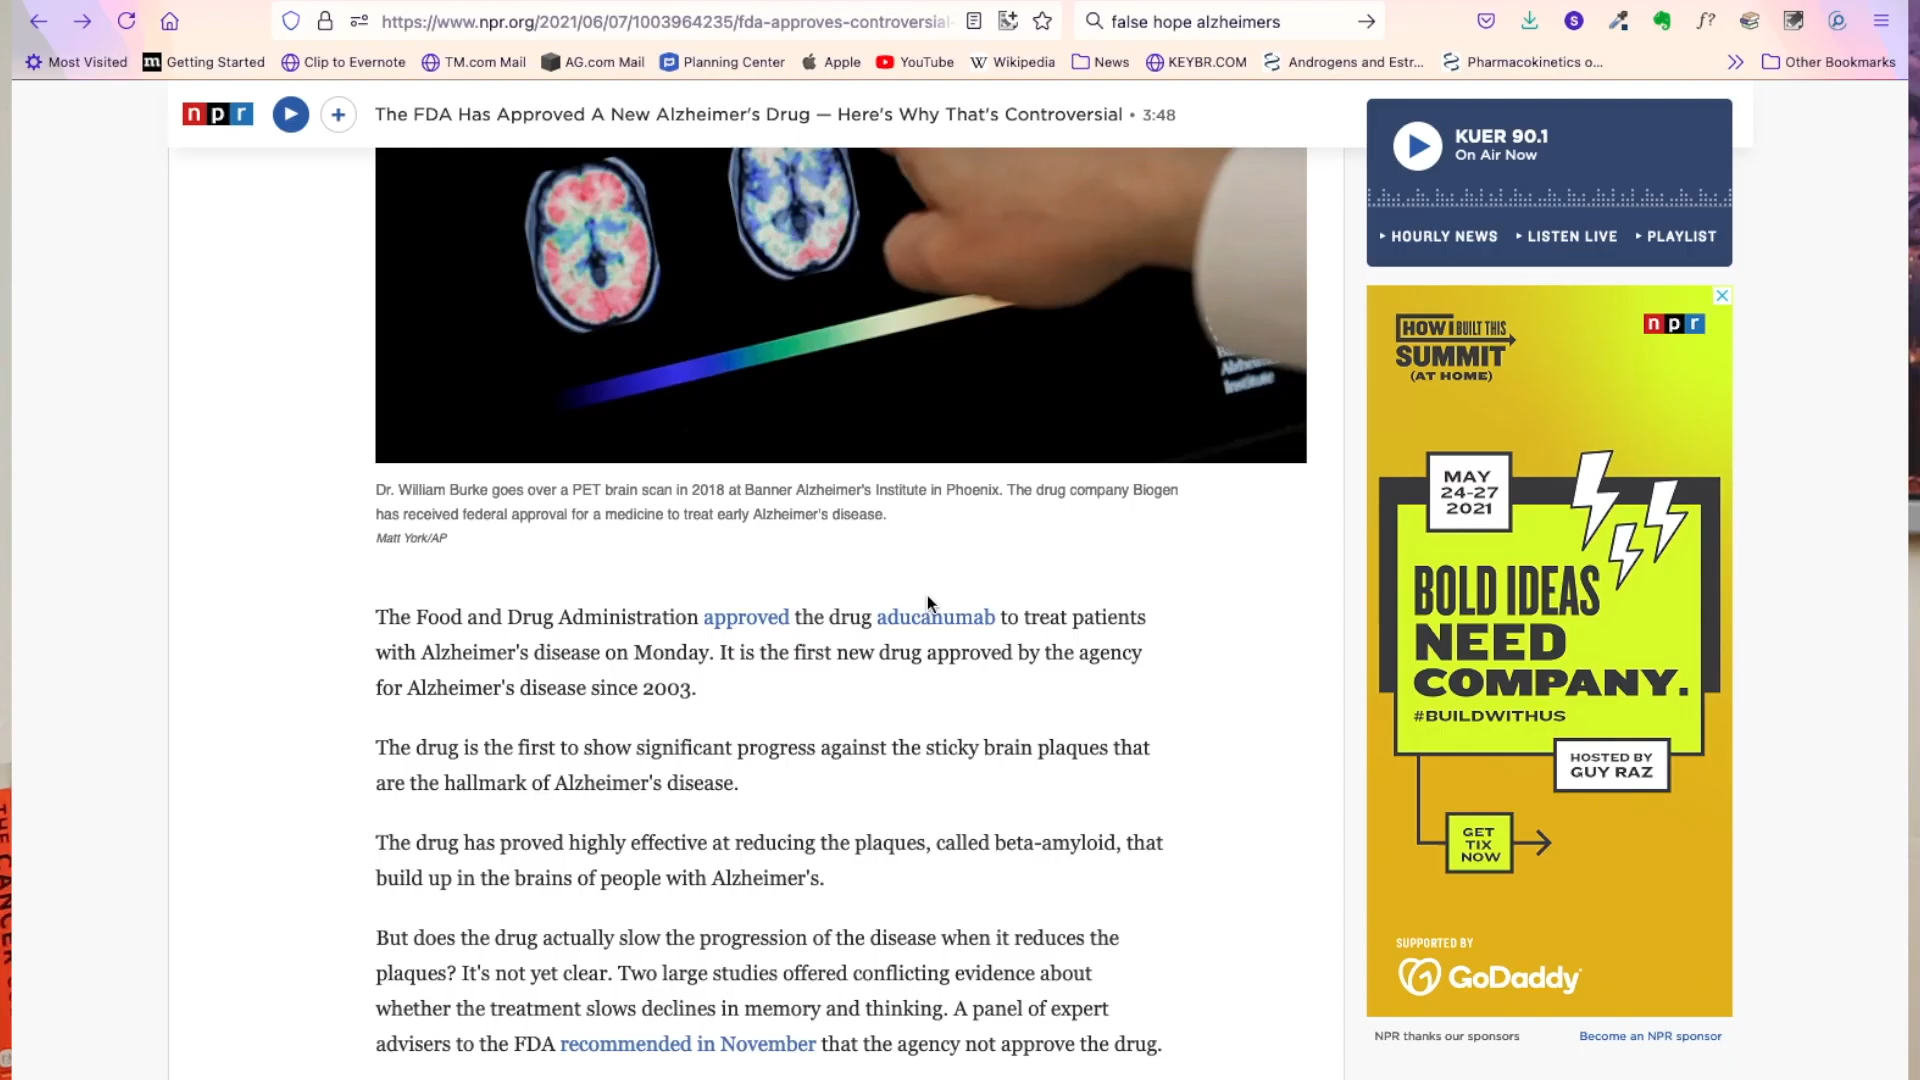 https://www.npr.org/2021/06/07/1003964235/fda-approves-controversial-
false hope alzheimers
S
f?
Most Visited
m Getting Started
Clip to Evernote
TM.com Mail
AG.com Mail
Planning Center
Apple
YouTube
W Wikipedia
News
KEYBR.COM
Androgens and Estr...
Pharmacokinetics o...
Other Bookmarks
npr
The FDA Has Approved A New Alzheimer's Drug — Here's Why That's Controversial • 3:48
Alzheimer's
Institute
Dr. William Burke goes over a PET brain scan in 2018 at Banner Alzheimer's Institute in Phoenix. The drug company Biogen
has received federal approval for a medicine to treat early Alzheimer's disease.
Matt York/AP
The Food and Drug Administration approved the drug aducanumab to treat patients
with Alzheimer's disease on Monday. It is the first new drug approved by the agency
for Alzheimer's disease since 2003.
The drug is the first to show significant progress against the sticky brain plaques that
are the hallmark of Alzheimer's disease.
The drug has proved highly effective at reducing the plaques, called beta-amyloid, that
build up in the brains of people with Alzheimer's.
But does the drug actually slow the progression of the disease when it reduces the
plaques? It's not yet clear. Two large studies offered conflicting evidence about
whether the treatment slows declines in memory and thinking. A panel of expert
advisers to the FDA recommended in November that the agency not approve the drug.
KUER 90.1
On Air Now
HOURLY NEWS
LISTEN LIVE
PLAYLIST
HOW I BUILT THIS
SUMMIT
(AT HOME)
npr
MAY
24-27
2021
BOLD IDEAS
NEED
COMPANY.
#BUILDWITHUS
HOSTED BY
GUY RAZ
GET
TIX
NOW
SUPPORTED BY
GoDaddy
NPR thanks our sponsors
Become an NPR sponsor
THE CANCER